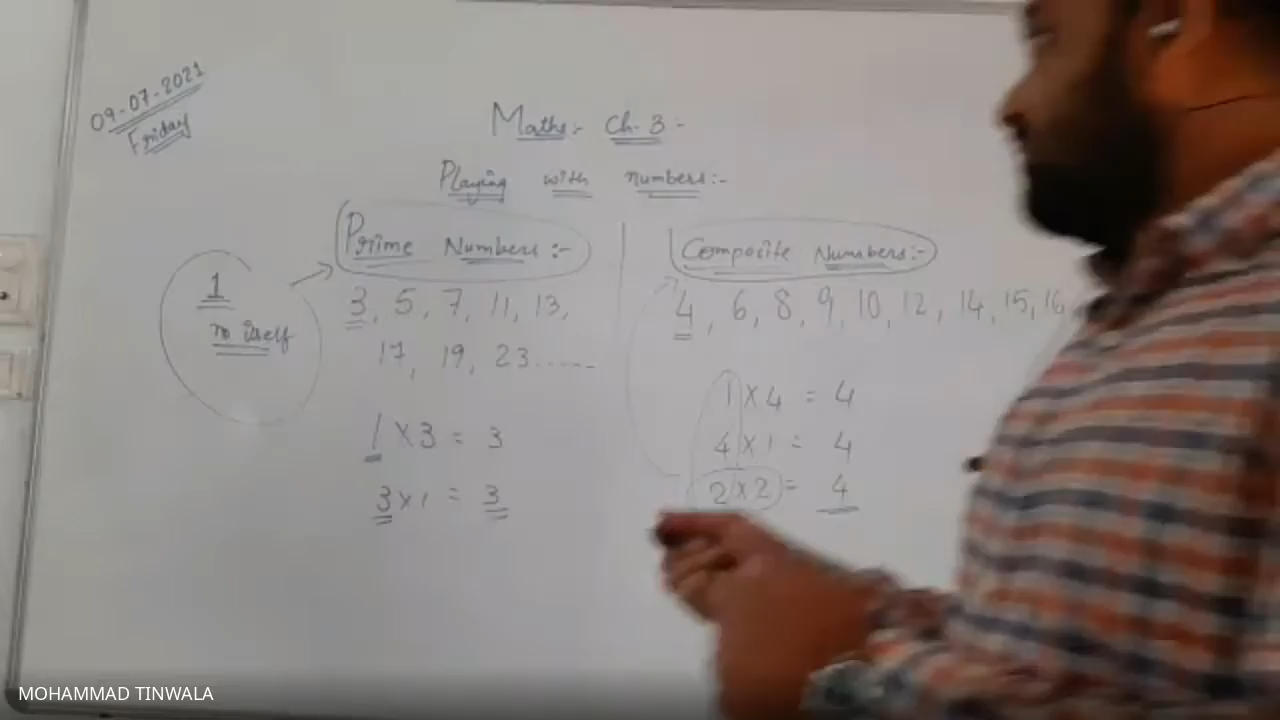 09-07-2021
Friday
Maths:- Ch. 3:-
Playing with numbers:-
Prime Numbers:-
Composite Numbers:-
1
itself
3, 5, 7, 11, 13,
17, 19, 23......
4, 6, 8, 9, 10, 12, 14, 15, 16
1 X 3 = 3
3 X 1 = 3
1 X 4 = 4
4 X 1 = 4
2 X 2 = 4
MOHAMMAD TINWALA